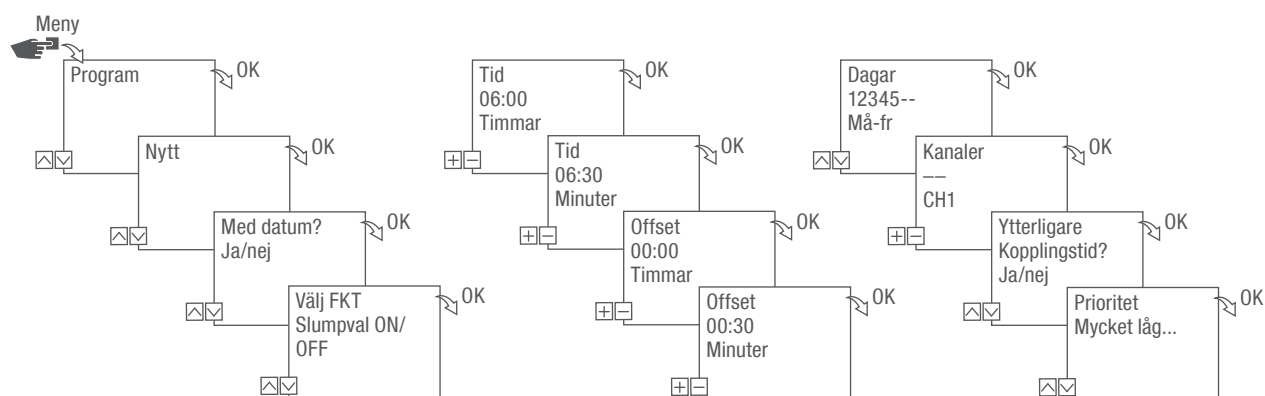 Meny
Program
OK
Nytt
OK
Med datum?
Ja/nej
OK
Välj FKT
Slumpval ON/
OFF
OK
Tid
06:00
Timmar
OK
Tid
06:30
Minuter
OK
Offset
00:00
Timmar
OK
Offset
00:30
Minuter
OK
Dagar
12345--
Må-fr
OK
Kanaler
––
CH1
OK
Ytterligare
Kopplingstid?
Ja/nej
OK
Prioritet
Mycket låg...
OK